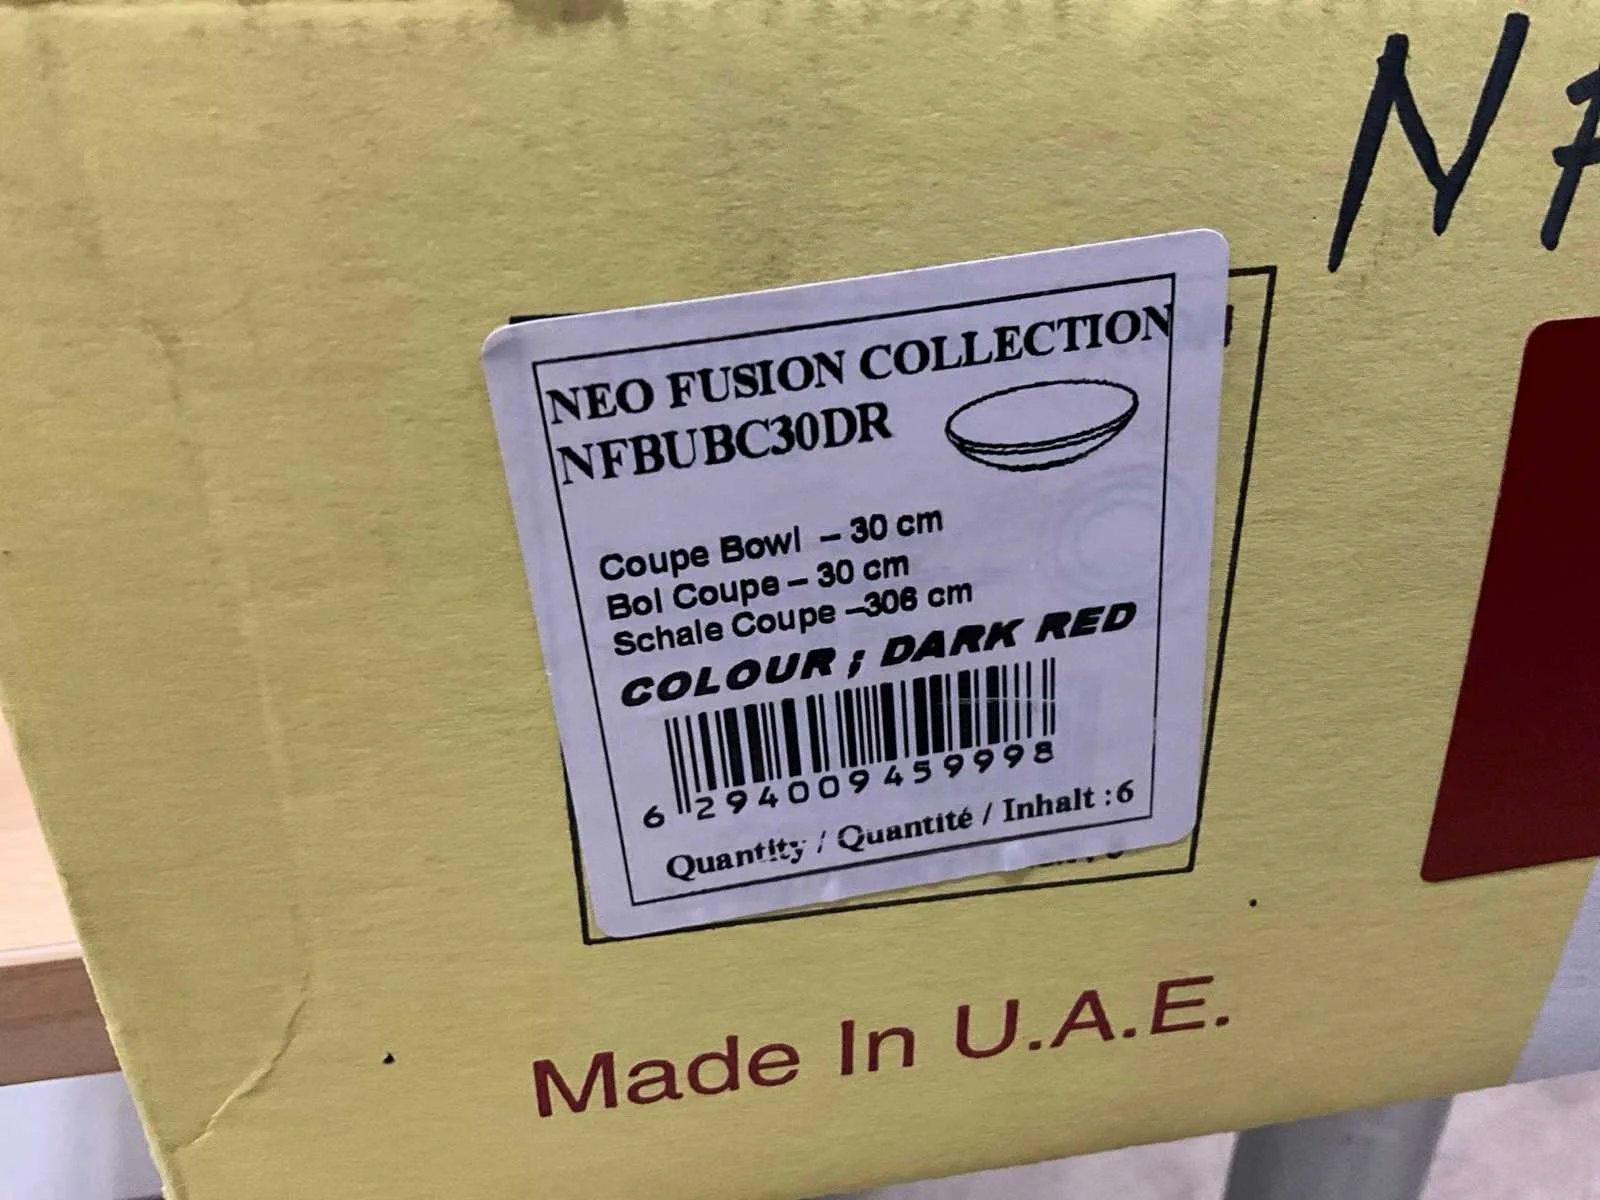 NEO FUSION COLLECTION
NFBUBC30DR
Coupe Bowl – 30 cm
Bol Coupe – 30 cm
Schale Coupe –306 cm
COLOUR ; DARK RED
6 294009 459998
Quantity / Quantité / Inhalt : 6
Made In U.A.E.